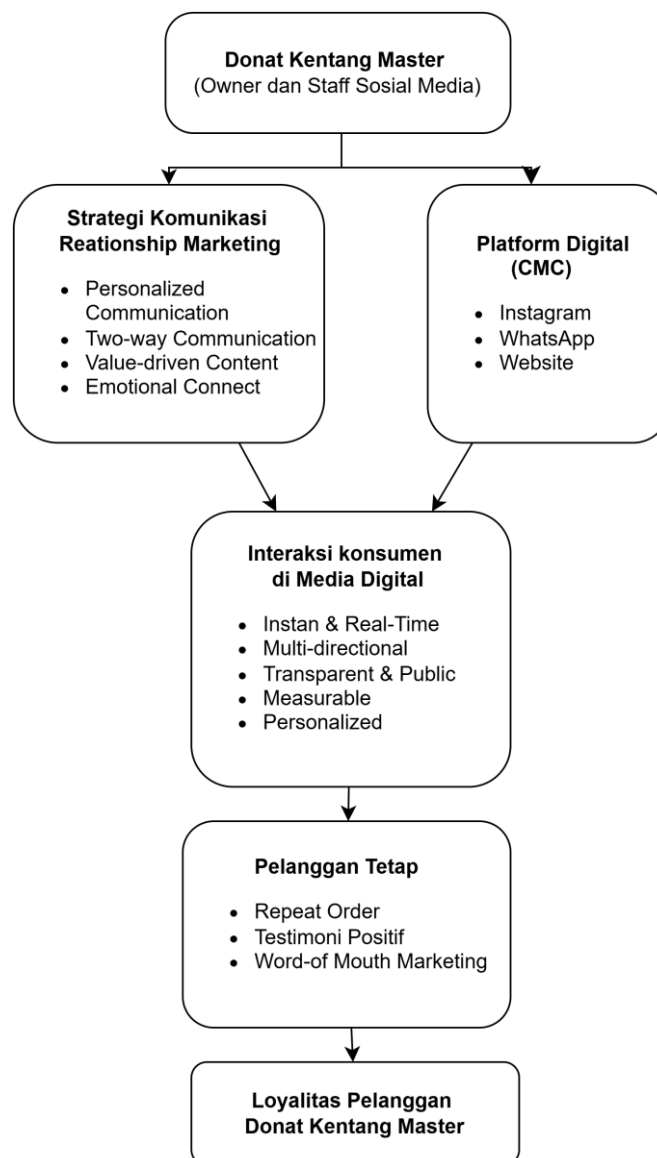 Donat Kentang Master
(Owner dan Staff Sosial Media)
Strategi Komunikasi
Reationship Marketing
• Personalized
Communication
• Two-way Communication
• Value-driven Content
• Emotional Connect
Platform Digital
(CMC)
• Instagram
• WhatsApp
• Website
Interaksi konsumen
di Media Digital
• Instan & Real-Time
• Multi-directional
• Transparent & Public
• Measurable
• Personalized
Pelanggan Tetap
• Repeat Order
• Testimoni Positif
• Word-of Mouth Marketing
Loyalitas Pelanggan
Donat Kentang Master